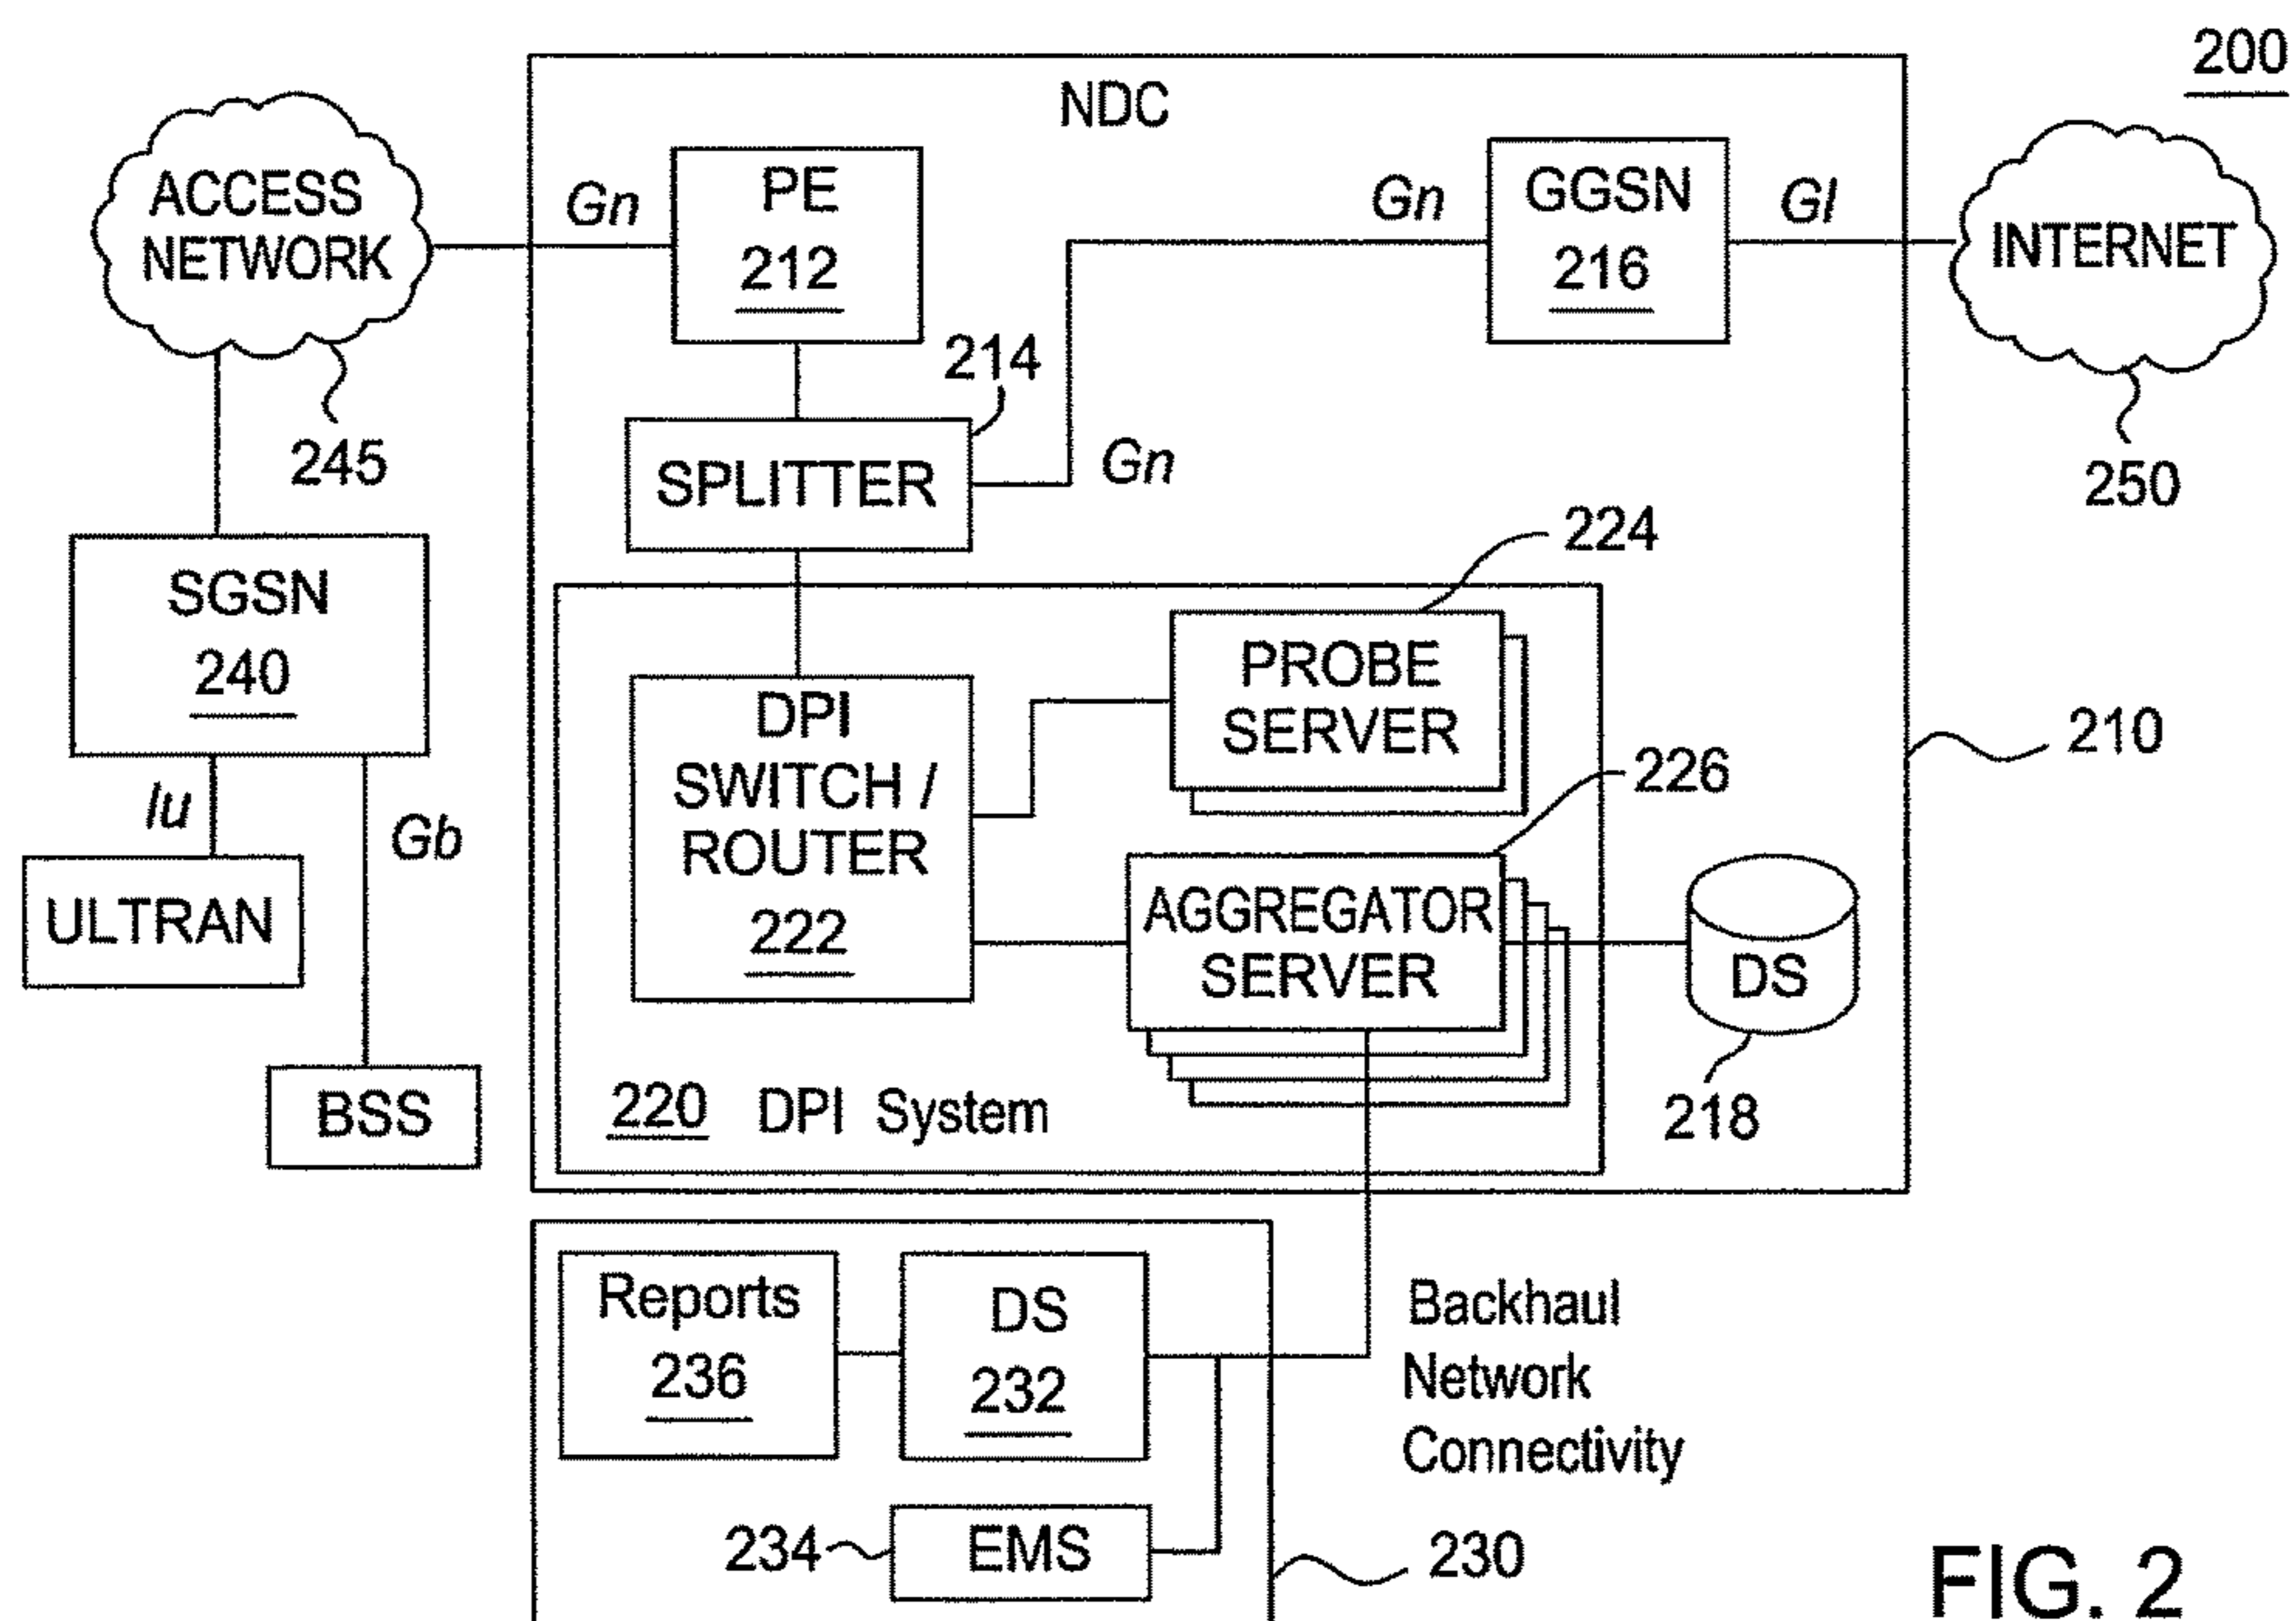 200
NDC
ACCESS
NETWORK
Gn
PE
212
Gn
GGSN
216
Gl
INTERNET
214
245
SPLITTER
Gn
250
224
SGSN
240
PROBE
SERVER
DPI
SWITCH /
ROUTER
222
210
226
Iu
Gb
ULTRAN
AGGREGATOR
SERVER
DS
BSS
220 DPI System
218
Reports
236
DS
232
Backhaul
Network
Connectivity
234
EMS
230
FIG. 2